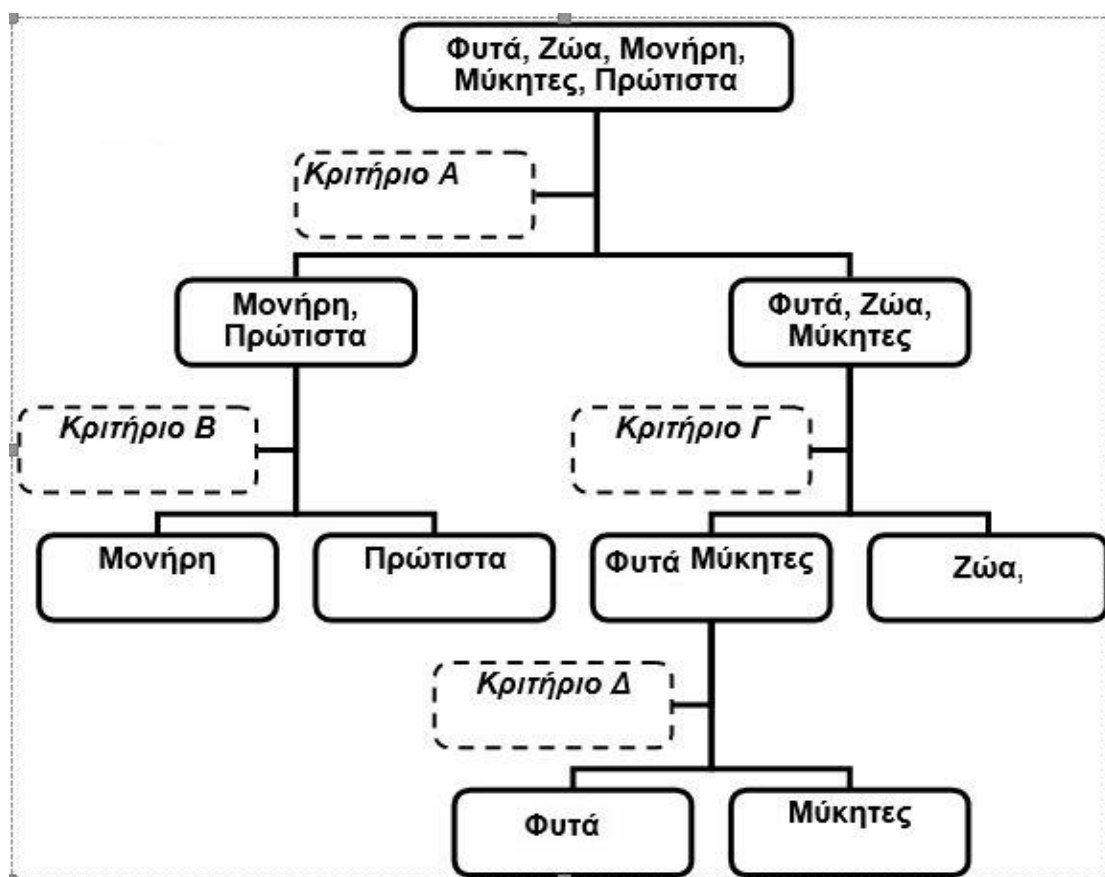 Φυτά, Ζώα, Μονήρη,
Μύκητες, Πρώτιστα
Κριτήριο Α
Μονήρη,
Πρώτιστα
Φυτά, Ζώα,
Μύκητες
Κριτήριο Β
Κριτήριο Γ
Μονήρη
Πρώτιστα
Φυτά Μύκητες
Ζώα,
Κριτήριο Δ
Φυτά
Μύκητες